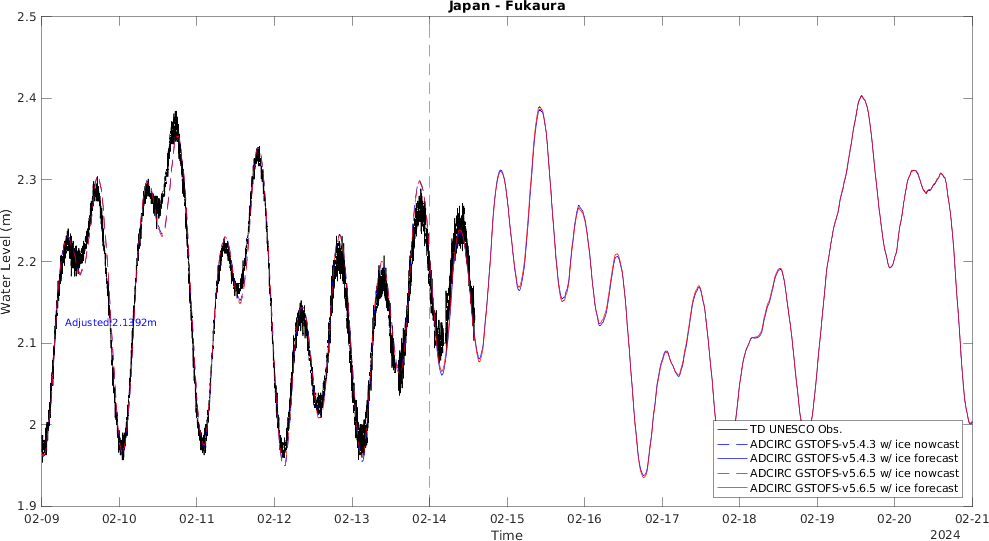 Japan - Fukaura
2.5
2.4
2.3
2.2
2.1
2
1.9
Water Level (m)
Adjusted:2.1392m
TD UNESCO Obs.
ADCIRC GSTOFS-v5.4.3 w/ ice nowcast
ADCIRC GSTOFS-v5.4.3 w/ ice forecast
ADCIRC GSTOFS-v5.6.5 w/ ice nowcast
ADCIRC GSTOFS-v5.6.5 w/ ice forecast
02-09 02-10 02-11 02-12 02-13 02-14 02-15 02-16 02-17 02-18 02-19 02-20 02-21
Time
2024